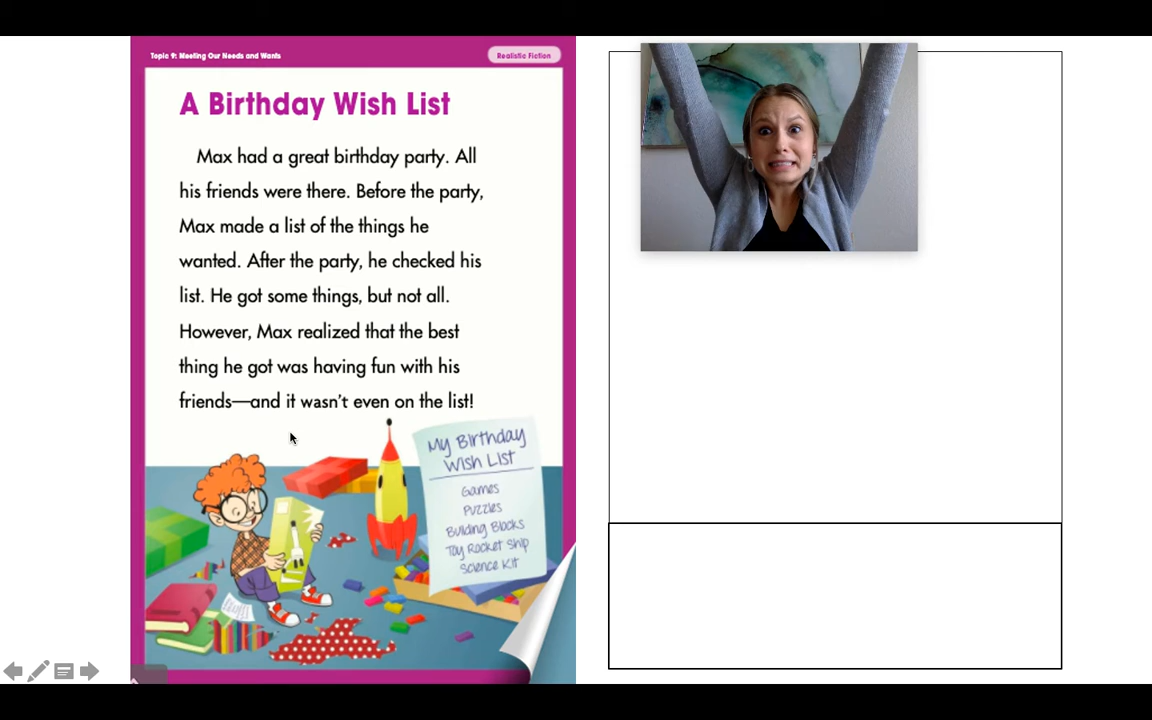 Topic 9: Meeting Our Needs and Wants
Realistic Fiction
A Birthday Wish List
Max had a great birthday party. All
his friends were there. Before the party,
Max made a list of the things he
wanted. After the party, he checked his
list. He got some things, but not all.
However, Max realized that the best
thing he got was having fun with his
friends—and it wasn't even on the list!
My Birthday
Wish List
Games
Puzzles
Building Blocks
Toy Rocket Ship
Science Kit